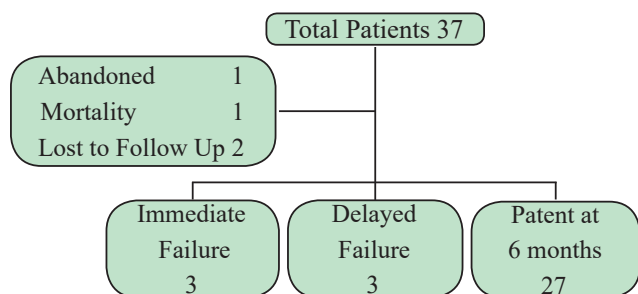 Total Patients 37
Abandoned 1
Mortality 1
Lost to Follow Up 2
Immediate
Failure
3
Delayed
Failure
3
Patent at
6 months
27